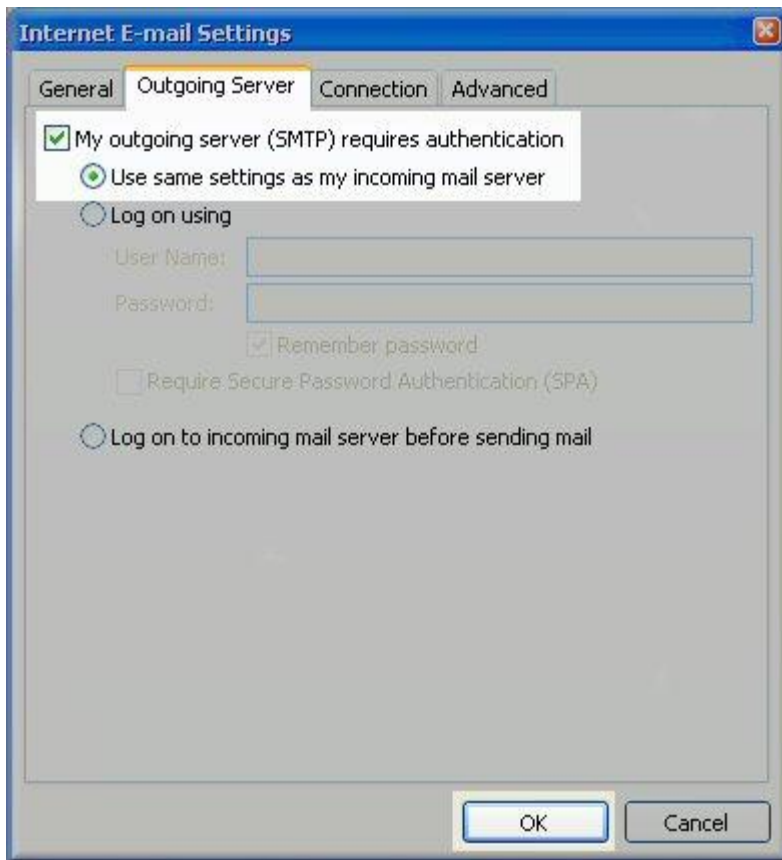 Internet E-mail Settings
General Outgoing Server Connection Advanced
My outgoing server (SMTP) requires authentication
Use same settings as my incoming mail server
Log on using
User Name:
Password:
Remember password
Require Secure Password Authentication (SPA)
Log on to incoming mail server before sending mail
OK Cancel